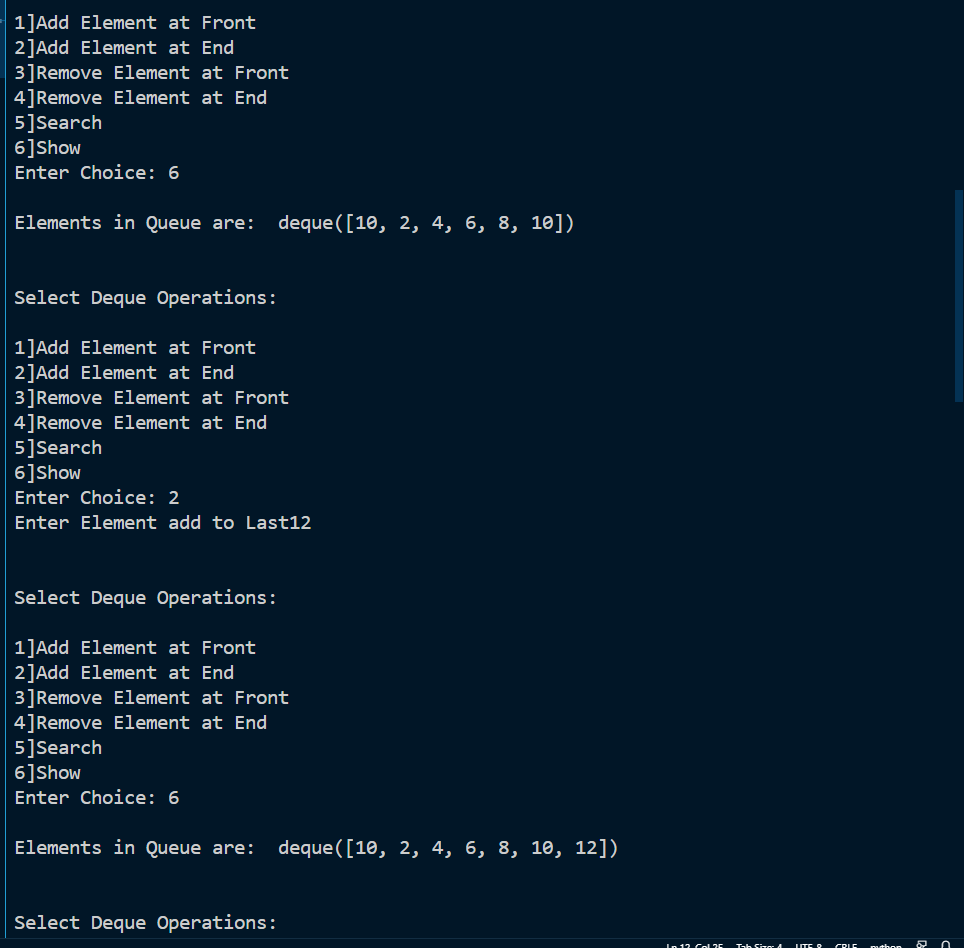 1]Add Element at Front
2]Add Element at End
3]Remove Element at Front
4]Remove Element at End
5]Search
6]Show
Enter Choice: 6
Elements in Queue are:  deque([10, 2, 4, 6, 8, 10])
Select Deque Operations:
1]Add Element at Front
2]Add Element at End
3]Remove Element at Front
4]Remove Element at End
5]Search
6]Show
Enter Choice: 2
Enter Element add to Last12
Select Deque Operations:
1]Add Element at Front
2]Add Element at End
3]Remove Element at Front
4]Remove Element at End
5]Search
6]Show
Enter Choice: 6
Elements in Queue are:  deque([10, 2, 4, 6, 8, 10, 12])
Select Deque Operations:
Ln 12, Col 25 Tab Size: 4 UTF-8 CRLF python